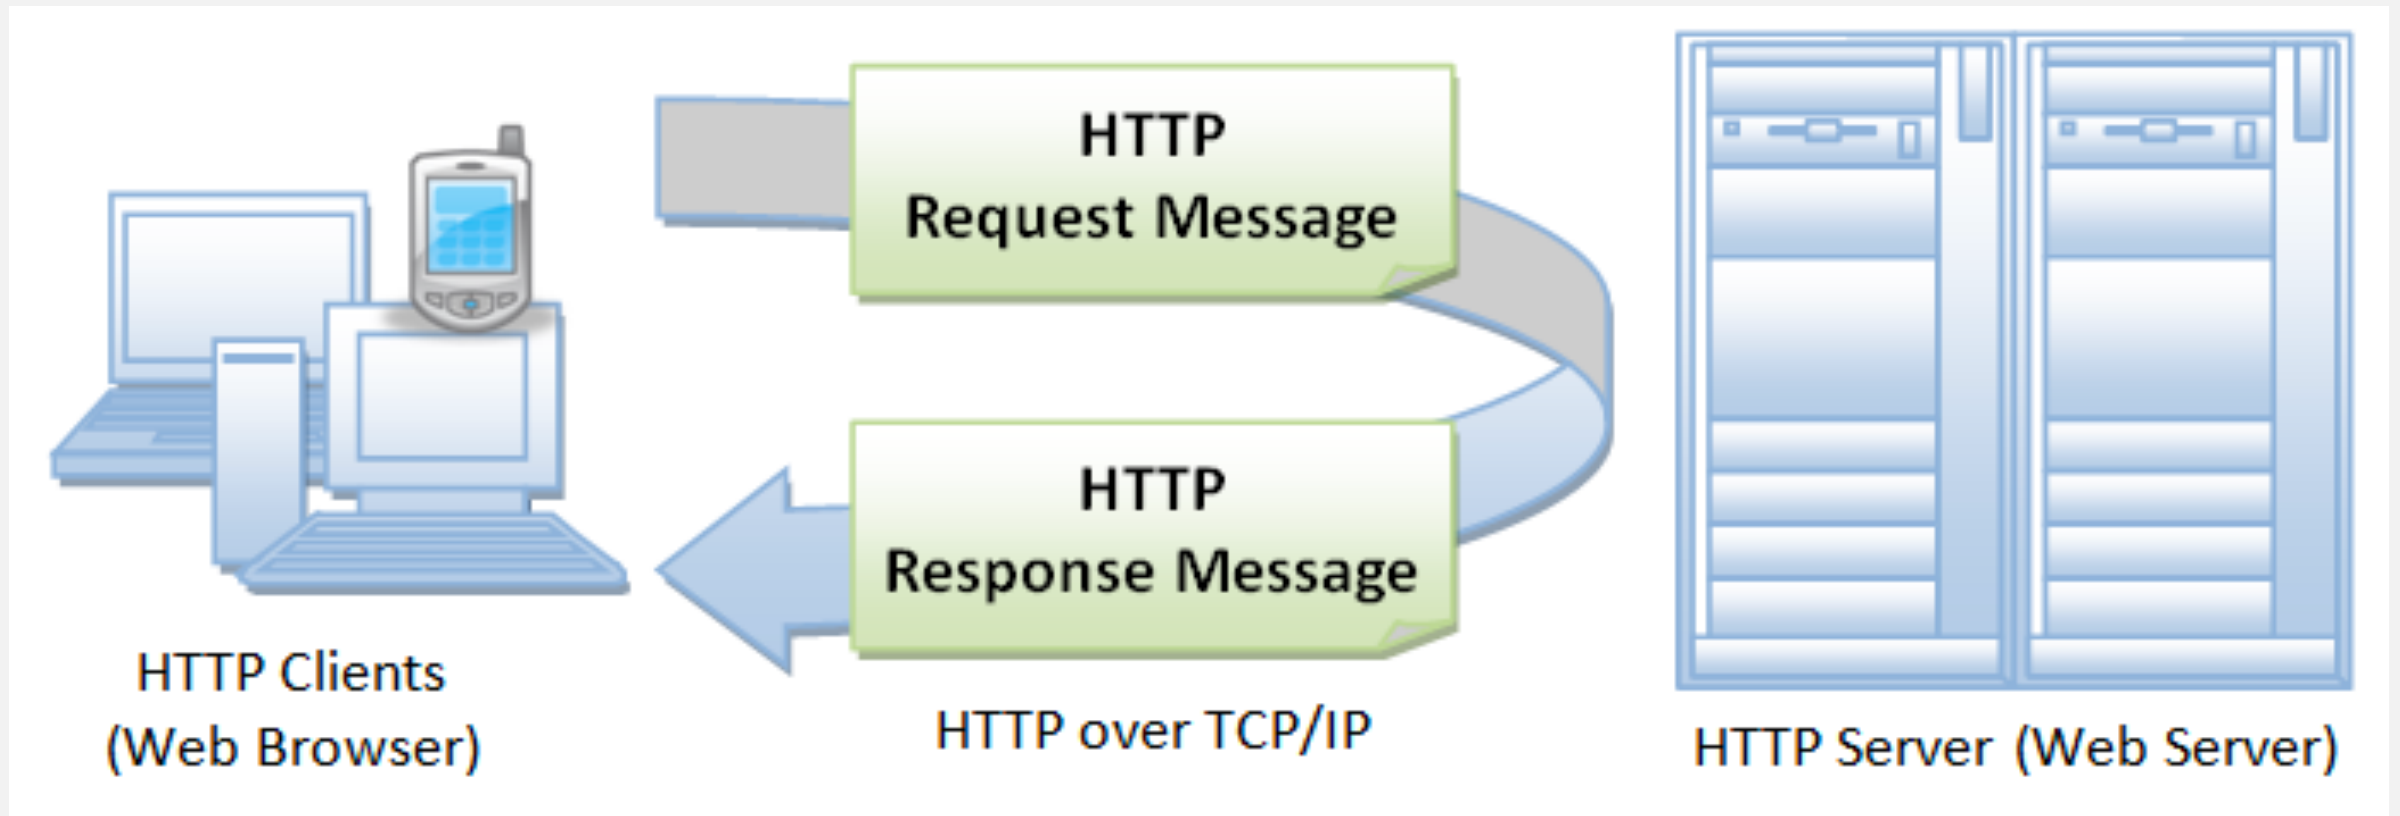 HTTP
Request Message
HTTP
Response Message
HTTP Clients
(Web Browser)
HTTP over TCP/IP
HTTP Server (Web Server)